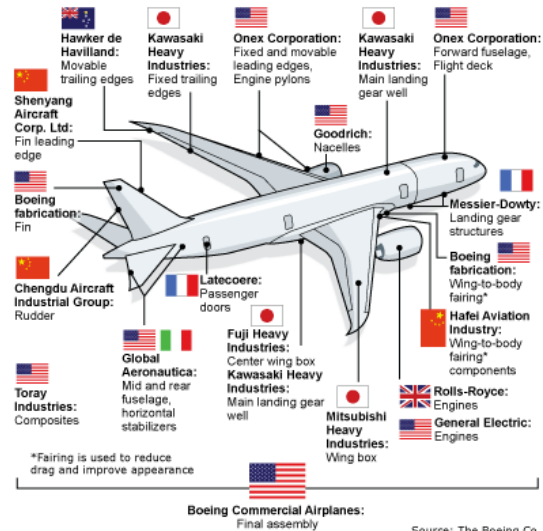 Hawker de
Havilland:
Movable
trailing edges
Kawasaki
Heavy
Industries:
Fixed trailing
edges
Onex Corporation:
Fixed and movable
leading edges,
Engine pylons
Kawasaki
Heavy
Industries:
Main landing
gear well
Onex Corporation:
Forward fuselage,
Flight deck
Shenyang
Aircraft
Corp. Ltd:
Fin leading
edge
Goodrich:
Nacelles
Boeing
fabrication:
Fin
Messier-Dowty:
Landing gear
structures
Boeing
fabrication:
Wing-to-body
fairing*
Chengdu Aircraft
Industrial Group:
Rudder
Latecoere:
Passenger
doors
Hafei Aviation
Industry:
Wing-to-body
fairing*
components
Global
Aeronautica:
Mid and rear
fuselage,
horizontal
stabilizers
Fuji Heavy
Industries:
Center wing box
Kawasaki Heavy
Industries:
Main landing gear
well
Toray
Industries:
Composites
Mitsubishi
Heavy
Industries:
Wing box
Rolls-Royce:
Engines
General Electric:
Engines
*Fairing is used to reduce
drag and improve appearance
Boeing Commercial Airplanes:
Final assembly
Source: The Boeing Co